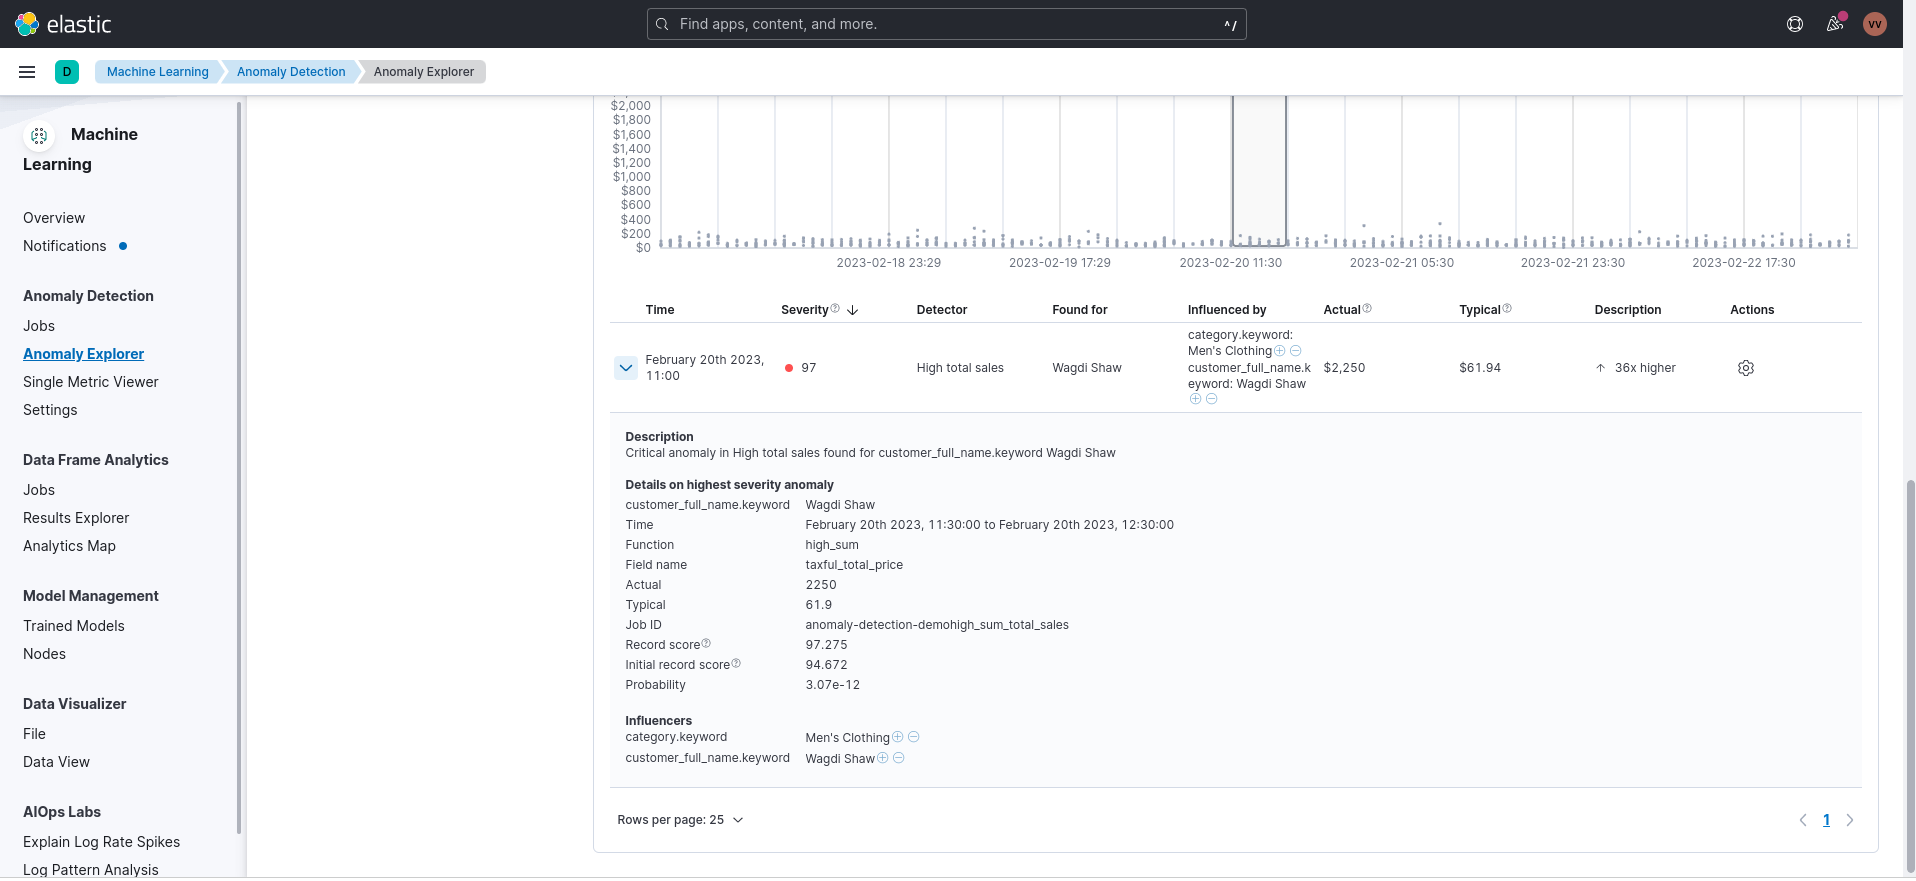 elastic
Find apps, content, and more.
^/
VV
D
Machine Learning
Anomaly Detection
Anomaly Explorer
Machine
Learning
Overview
Notifications
Anomaly Detection
Jobs
Anomaly Explorer
Single Metric Viewer
Settings
Data Frame Analytics
Jobs
Results Explorer
Analytics Map
Model Management
Trained Models
Nodes
Data Visualizer
File
Data View
AIOps Labs
Explain Log Rate Spikes
Log Pattern Analysis
$2,000
$1,800
$1,600
$1,400
$1,200
$1,000
$800
$600
$400
$200
$0
2023-02-18 23:29
2023-02-19 17:29
2023-02-20 11:30
2023-02-21 05:30
2023-02-21 23:30
2023-02-22 17:30
Time
Severity
Detector
Found for
Influenced by
Actual
Typical
Description
Actions
February 20th 2023,
11:00
97
High total sales
Wagdi Shaw
category.keyword:
Men's Clothing
customer_full_name.k
eyword: Wagdi Shaw
$2,250
$61.94
36x higher
Description
Critical anomaly in High total sales found for customer_full_name.keyword Wagdi Shaw
Details on highest severity anomaly
customer_full_name.keyword Wagdi Shaw
Time February 20th 2023, 11:30:00 to February 20th 2023, 12:30:00
Function high_sum
Field name taxful_total_price
Actual 2250
Typical 61.9
Job ID anomaly-detection-demohigh_sum_total_sales
Record score 97.275
Initial record score 94.672
Probability 3.07e-12
Influencers
category.keyword Men's Clothing
customer_full_name.keyword Wagdi Shaw
Rows per page: 25
1